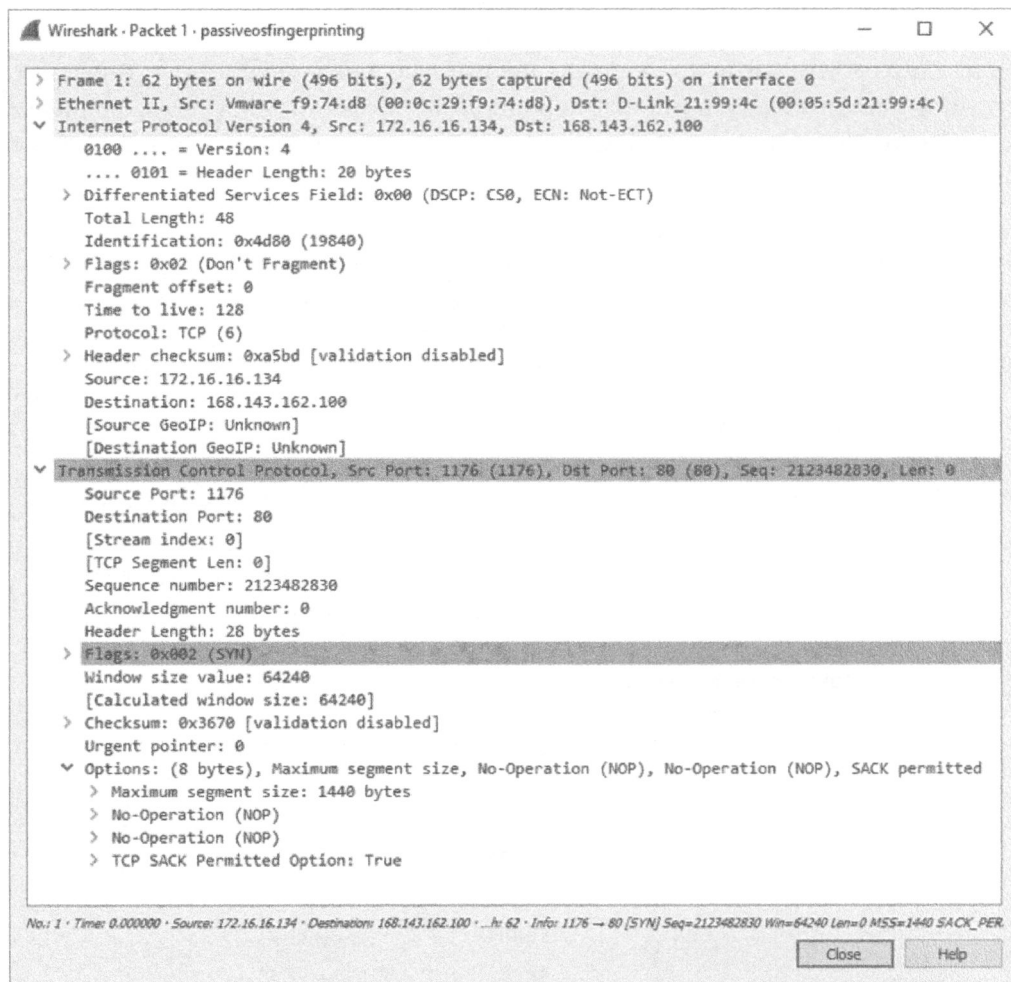 Wireshark · Packet 1 · passiveosfingerprinting
> Frame 1: 62 bytes on wire (496 bits), 62 bytes captured (496 bits) on interface 0
> Ethernet II, Src: Vmware_f9:74:d8 (00:0c:29:f9:74:d8), Dst: D-Link_21:99:4c (00:05:5d:21:99:4c)
Internet Protocol Version 4, Src: 172.16.16.134, Dst: 168.143.162.100
0100 .... = Version: 4
.... 0101 = Header Length: 20 bytes
> Differentiated Services Field: 0x00 (DSCP: CS0, ECN: Not-ECT)
Total Length: 48
Identification: 0x4d80 (19840)
> Flags: 0x02 (Don't Fragment)
Fragment offset: 0
Time to live: 128
Protocol: TCP (6)
> Header checksum: 0xa5bd [validation disabled]
Source: 172.16.16.134
Destination: 168.143.162.100
[Source GeoIP: Unknown]
[Destination GeoIP: Unknown]
Transmission Control Protocol, Src Port: 1176 (1176), Dst Port: 80 (80), Seq: 2123482830, Len: 0
Source Port: 1176
Destination Port: 80
[Stream index: 0]
[TCP Segment Len: 0]
Sequence number: 2123482830
Acknowledgment number: 0
Header Length: 28 bytes
> Flags: 0x002 (SYN)
Window size value: 64240
[Calculated window size: 64240]
> Checksum: 0x3670 [validation disabled]
Urgent pointer: 0
Options: (8 bytes), Maximum segment size, No-Operation (NOP), No-Operation (NOP), SACK permitted
> Maximum segment size: 1440 bytes
> No-Operation (NOP)
> No-Operation (NOP)
> TCP SACK Permitted Option: True
No.: 1 · Time: 0.000000 · Source: 172.16.16.134 · Destination: 168.143.162.100 · ...h: 62 · Info: 1176 → 80 [SYN] Seq=2123482830 Win=64240 Len=0 MSS=1440 SACK_PER.
Close Help